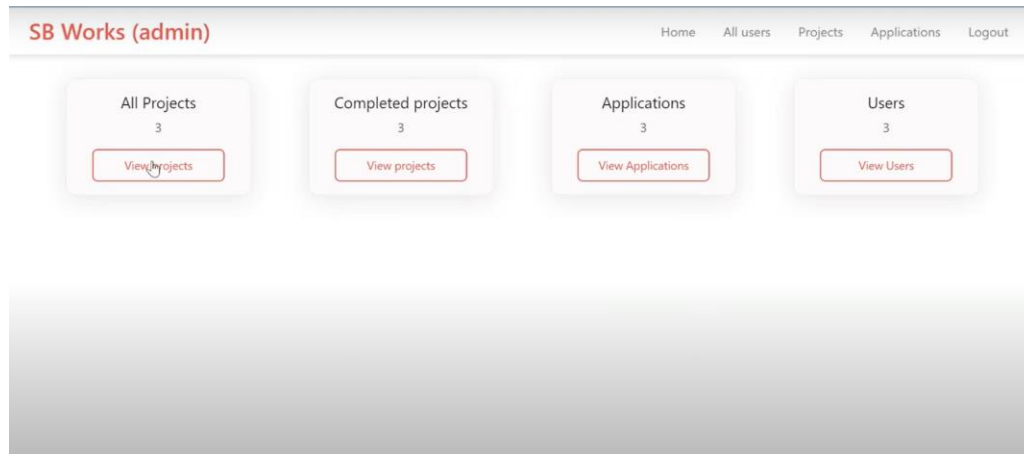 SB Works (admin)
Home All users Projects Applications Logout
All Projects
3
View projects
Completed projects
3
View projects
Applications
3
View Applications
Users
3
View Users